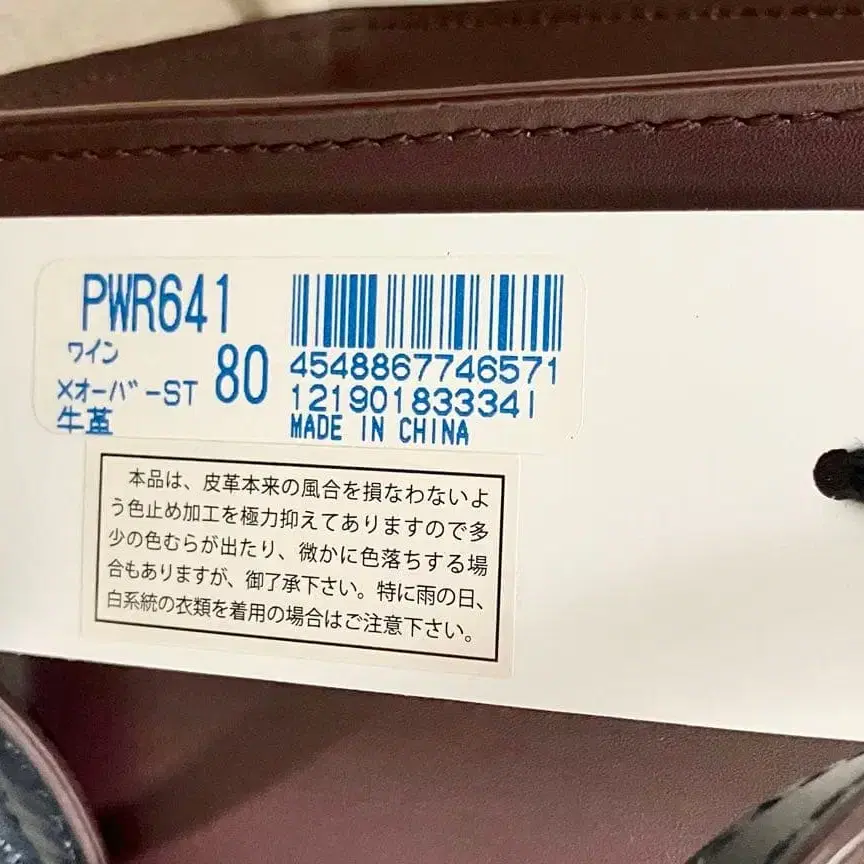 PWR641
ワイン
Xオーバー-ST
80
牛革
4548867746571
121901833341
MADE IN CHINA
本品は、皮革本来の風合を損なわないよ
う色止め加工を極力抑えてありますので多
少の色むらが出たり、微かに色落ちする場
合もありますが、御了承下さい。特に雨の日、
白系統の衣類を着用の場合はご注意下さい。